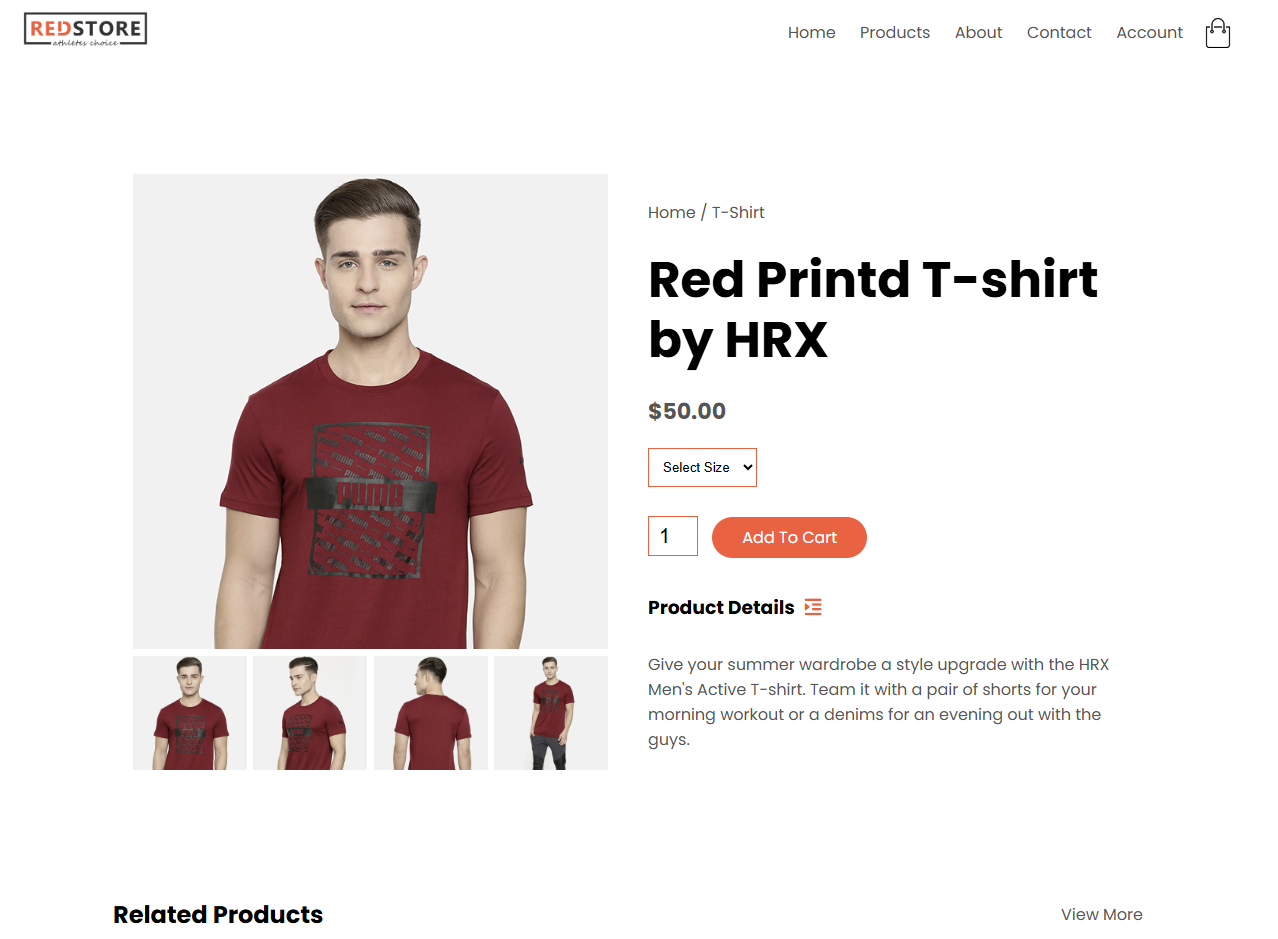 REDSTORE
athletes choice
Home Products About Contact Account
Home / T-Shirt
Red Printd T-shirt
by HRX
$50.00
Select Size
1
Add To Cart
PUMA
Product Details
Give your summer wardrobe a style upgrade with the HRX
Men's Active T-shirt. Team it with a pair of shorts for your
morning workout or a denims for an evening out with the
guys.
Related Products
View More